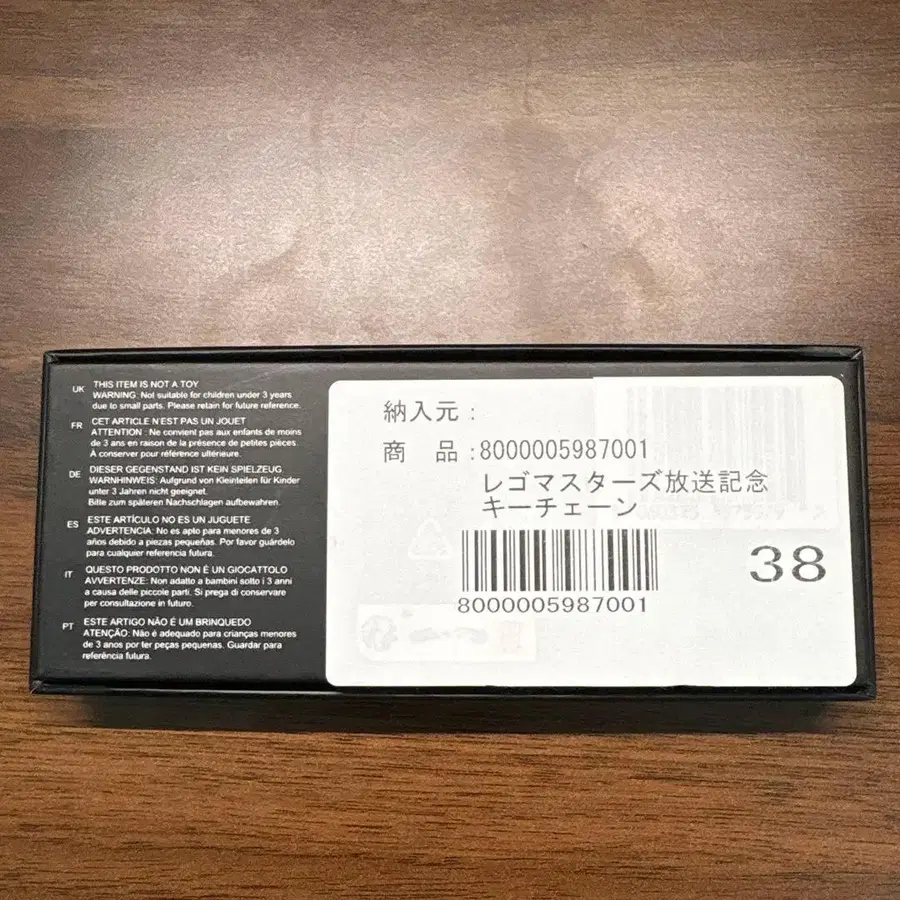 UK
THIS ITEM IS NOT A TOY
WARNING: Not suitable for children under 3 years
due to small parts. Please retain for future reference.
FR
CET ARTICLE N'EST PAS UN JOUET
ATTENTION : Ne convient pas aux enfants de moins
de 3 ans en raison de la présence de petites pièces.
À conserver pour référence ultérieure.
DE
DIESER GEGENSTAND IST KEIN SPIELZEUG
WARNHINWEIS: Aufgrund von Kleinteilen für Kinder
unter 3 Jahren nicht geeignet.
Bitte zum späteren Nachschlagen aufbewahren.
ES
ESTE ARTÍCULO NO ES UN JUGUETE
ADVERTENCIA: No es apto para menores de 3
años debido a piezas pequeñas. Por favor guárdelo
para cualquier referencia futura.
IT
QUESTO PRODOTTO NON È UN GIOCATTOLO
AVVERTENZE: Non adatto a bambini sotto i 3 anni
a causa delle piccole parti. Si prega di conservare
per consultazione in futuro.
PT
ESTE ARTIGO NÃO É UM BRINQUEDO
ATENÇÃO: Não é adequado para crianças menores
de 3 anos por ter peças pequenas. Guardar para
referência futura.
納入元 :
商 品 :8000005987001
レゴマスターズ放送記念
キーチェーン
38
8000005987001